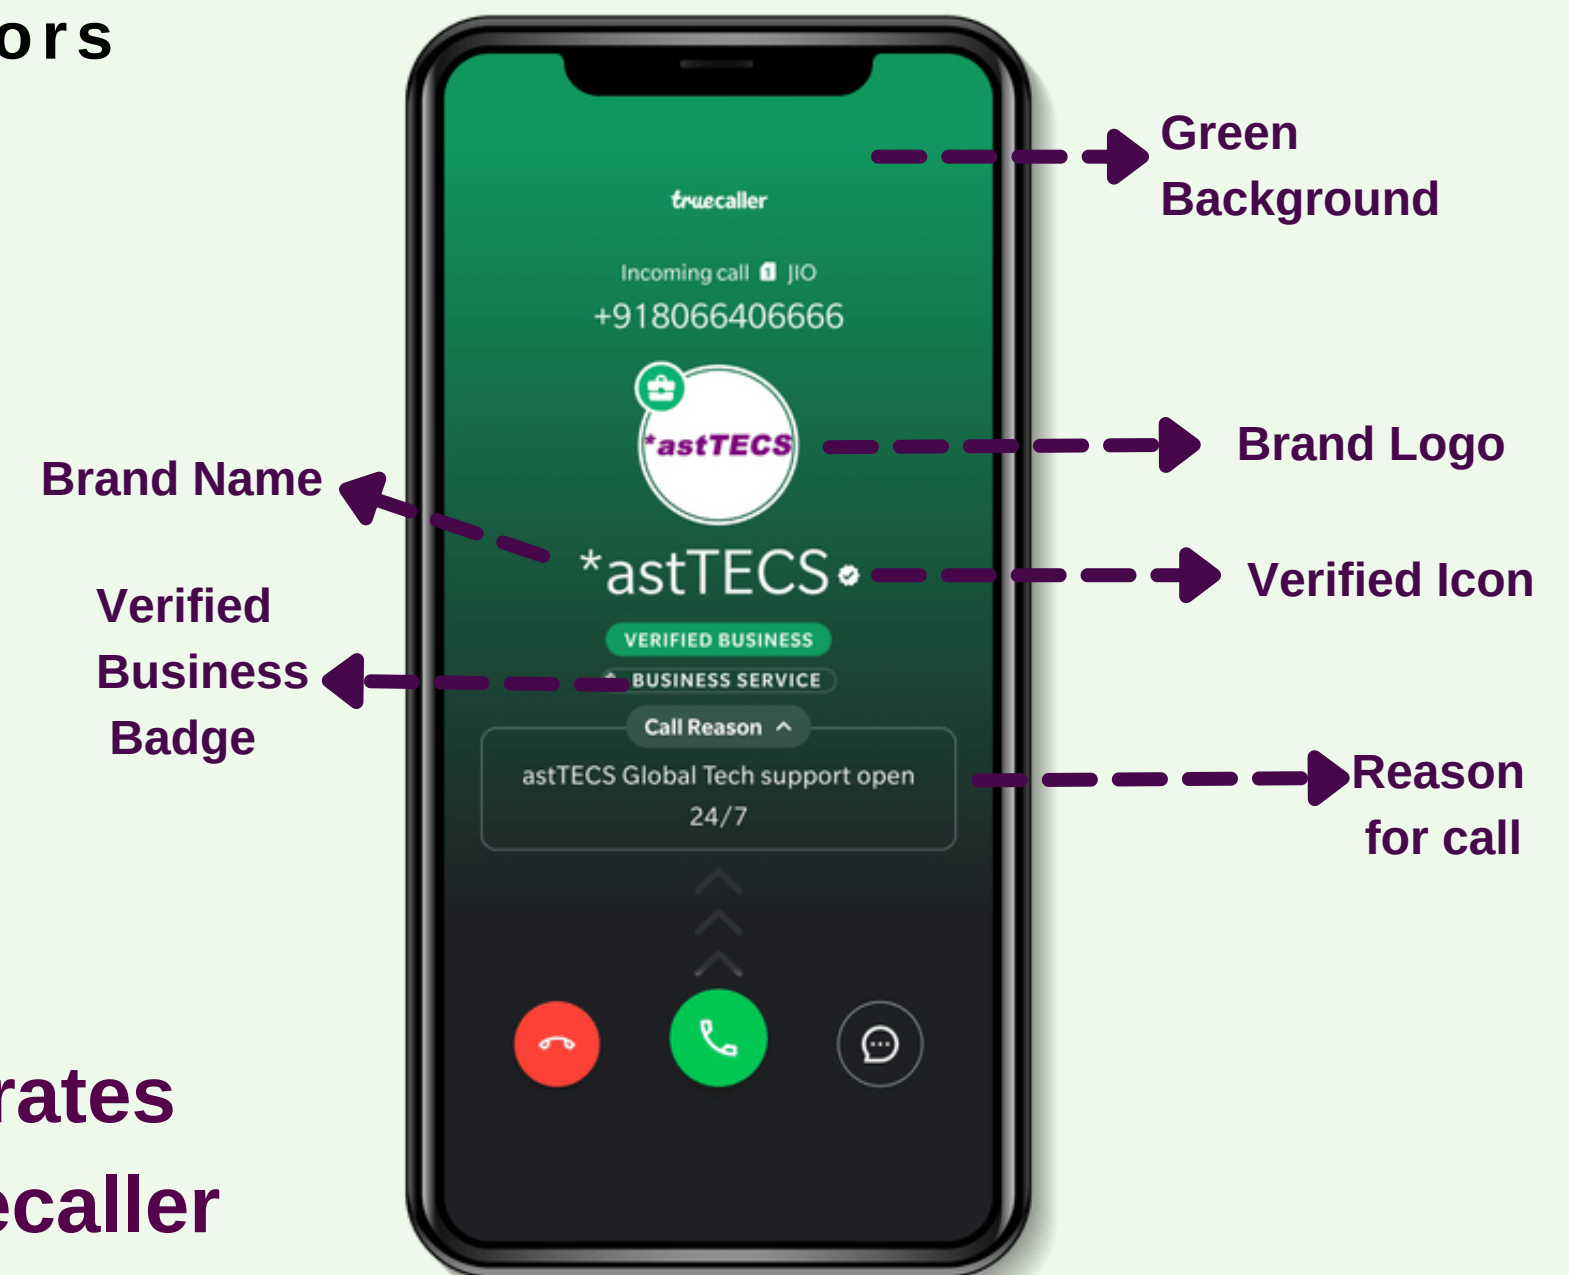 ors
Green
Background
truecaller
Incoming call 1 JIO
+918066406666
*astTECS
Brand Logo
Brand Name
*astTECS
Verified Icon
Verified
Business
Badge
VERIFIED BUSINESS
BUSINESS SERVICE
Call Reason
astTECS Global Tech support open
24/7
Reason
for call
rates
ecaller